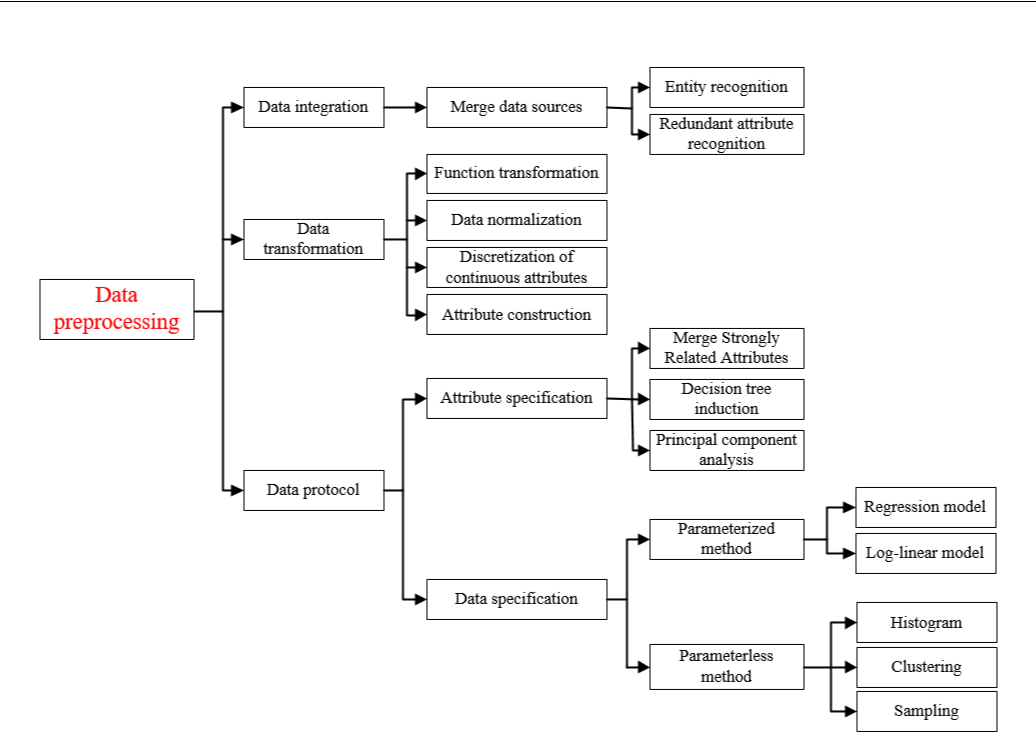 Data
preprocessing
Data integration
Merge data sources
Entity recognition
Redundant attribute
recognition
Data
transformation
Function transformation
Data normalization
Discretization of
continuous attributes
Attribute construction
Data protocol
Attribute specification
Merge Strongly
Related Attributes
Decision tree
induction
Principal component
analysis
Data specification
Parameterized
method
Regression model
Log-linear model
Parameterless
method
Histogram
Clustering
Sampling